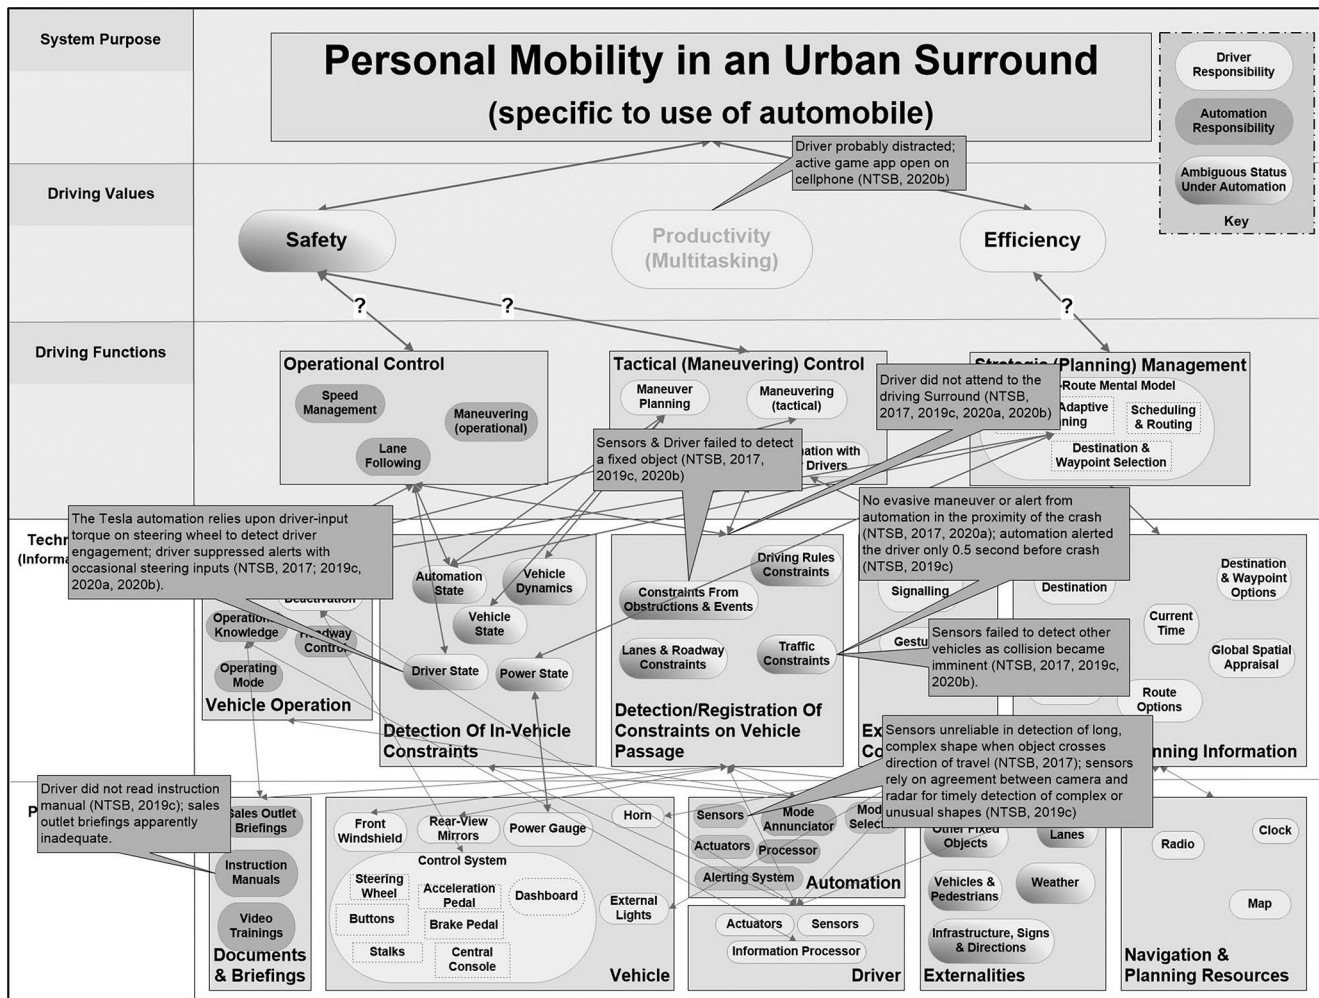 System Purpose
Personal Mobility in an Urban Surround
(specific to use of automobile)
Driver
Responsibility
Automation
Responsibility
Ambiguous Status
Under Automation
Key
Driver probably distracted;
active game app open on
cellphone (NTSB, 2020b)
Driving Values
Safety
Productivity
(Multitasking)
Efficiency
?
?
?
Driving Functions
Operational Control
Speed
Management
Maneuvering
(operational)
Lane
Following
Tactical (Maneuvering) Control
Maneuver
Planning
Maneuvering
(tactical)
with
Drivers
Strategic (Planning) Management
-Route Mental Model
Adaptive
Scheduling
& Routing
Destination &
Waypoint Selection
Driver did not attend to the
driving Surround (NTSB,
2017, 2019c, 2020a, 2020b)
Sensors & Driver failed to detect
a fixed object (NTSB, 2017,
2019c, 2020b)
No evasive maneuver or alert from
automation in the proximity of the crash
(NTSB, 2017, 2020a); automation alerted
the driver only 0.5 second before crash
(NTSB, 2019c)
The Tesla automation relies upon driver-input
torque on steering wheel to detect driver
engagement; driver suppressed alerts with
occasional steering inputs (NTSB, 2017; 2019c,
2020a, 2020b).
Deactivation
Operational
Knowledge
Roadway
Control
Operating
Mode
Vehicle Operation
Automation
State
Vehicle
Dynamics
Vehicle
State
Driver State
Power State
Detection Of In-Vehicle
Constraints
Driving Rules
Constraints
Constraints From
Obstructions & Events
Lanes & Roadway
Constraints
Traffic
Constraints
Detection/Registration Of
Constraints on Vehicle
Passage
Signalling
Sensors failed to detect other
vehicles as collision became
imminent (NTSB, 2017, 2019c,
2020b).
Destination
Destination
& Waypoint
Options
Current
Time
Global Spatial
Appraisal
Route
Options
Information
Sensors unreliable in detection of long,
complex shape when object crosses
direction of travel (NTSB, 2017); sensors
rely on agreement between camera and
radar for timely detection of complex or
unusual shapes (NTSB, 2019c)
Driver did not read instruction
manual (NTSB, 2019c); sales
outlet briefings apparently
inadequate.
Sales Outlet
Briefings
Instruction
Manuals
Video
Trainings
Documents
& Briefings
Front
Windshield
Rear-View
Mirrors
Power Gauge
Horn
Control System
Steering
Wheel
Acceleration
Pedal
Dashboard
Buttons
Brake Pedal
Stalks
Central
Console
External
Lights
Vehicle
Sensors
Mode
Annunciator
Actuators
Processor
Alerting System
Automation
Actuators
Sensors
Information Processor
Driver
Other Fixed
Objects
Lanes
Vehicles &
Pedestrians
Weather
Infrastructure, Signs
& Directions
Externalities
Radio
Clock
Map
Navigation &
Planning Resources